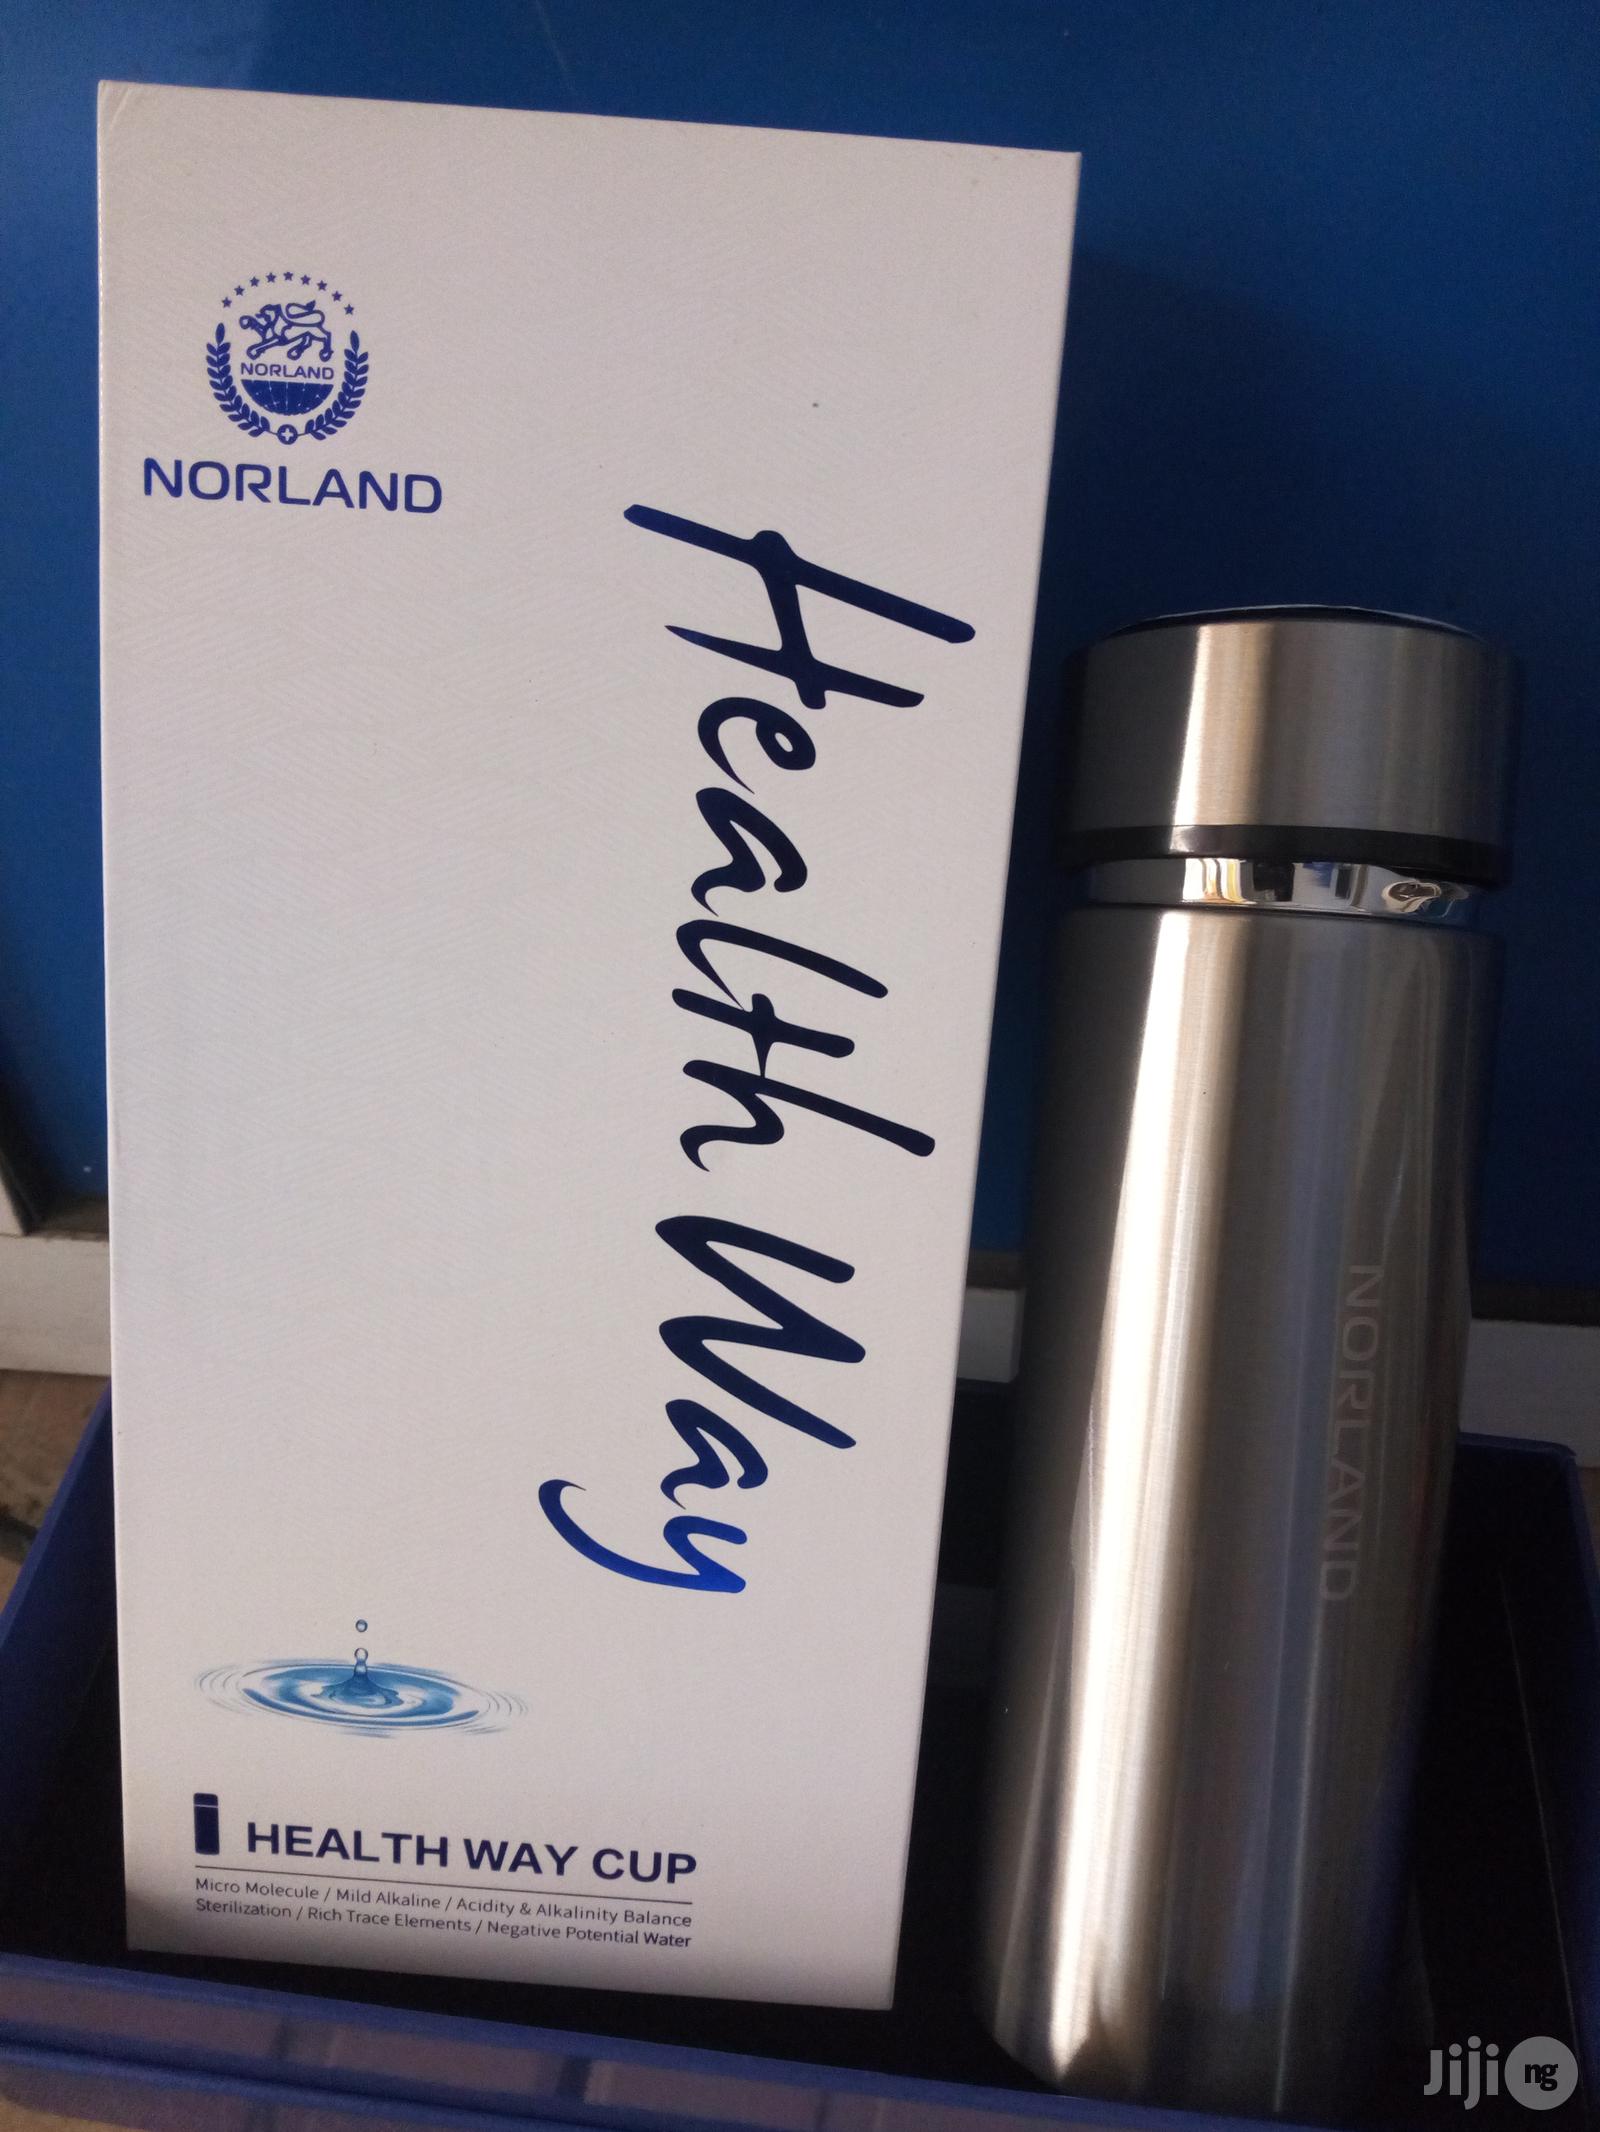 NORLAND
NORLAND
Health Way
HEALTH WAY CUP
Micro Molecule / Mild Alkaline / Acidity & Alkalinity Balance
Sterilization / Rich Trace Elements / Negative Potential Water
NORLAND
Jiji ng